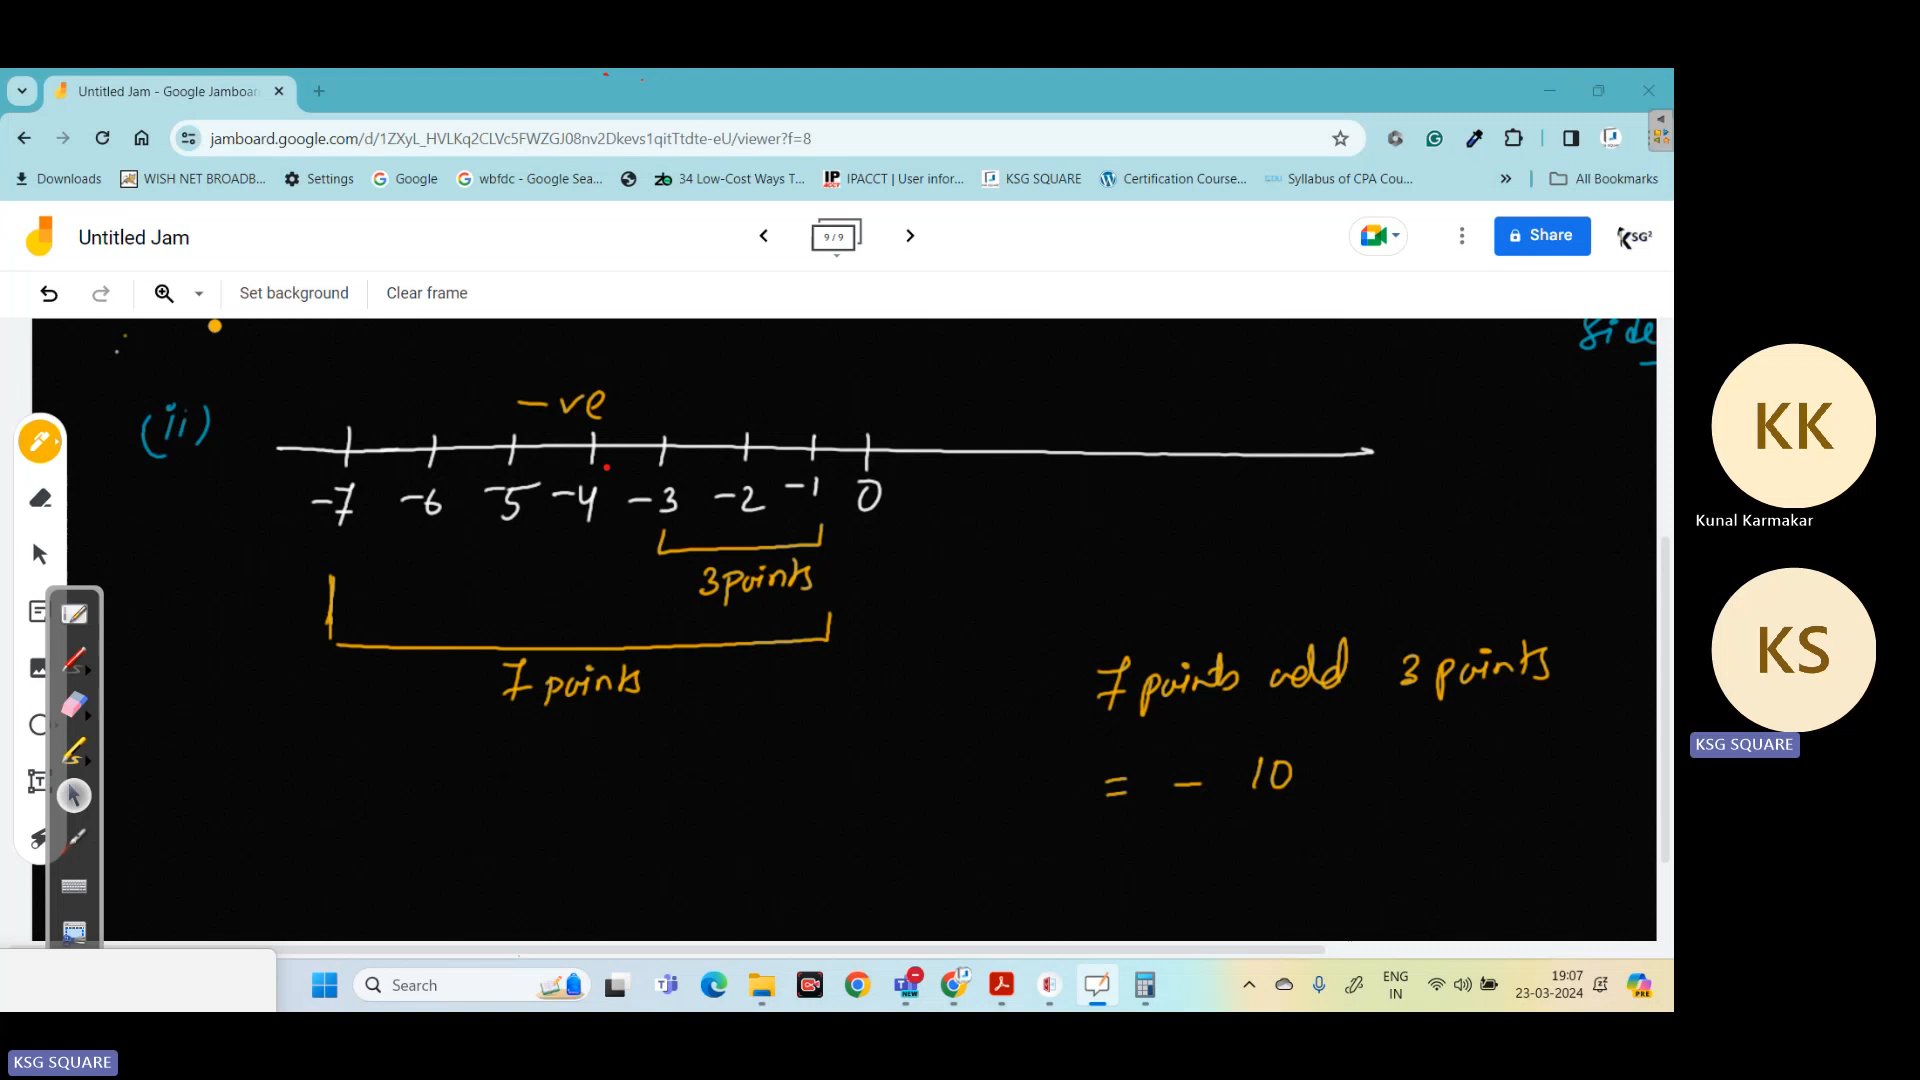 Untitled Jam - Google Jamboar
jamboard.google.com/d/1ZXyL_HVLKq2CLVc5FWZGJ08nv2Dkevs1qitTtdte-eU/viewer?f=8
Downloads WISH NET BROADB... Settings Google wbfdc - Google Sea... 34 Low-Cost Ways T... IPACCT | User infor... KSG SQUARE Certification Course... Syllabus of CPA Cou... » All Bookmarks
Untitled Jam
9 / 9
Share
KSG²
Set background Clear frame
Side
(ii)
-ve
-7 -6 -5 -4 -3 -2 -1 0
3 points
7 points
7 points add 3 points
= - 10
KK
Kunal Karmakar
KS
KSG SQUARE
Search
ENG
IN
19:07
23-03-2024
KSG SQUARE